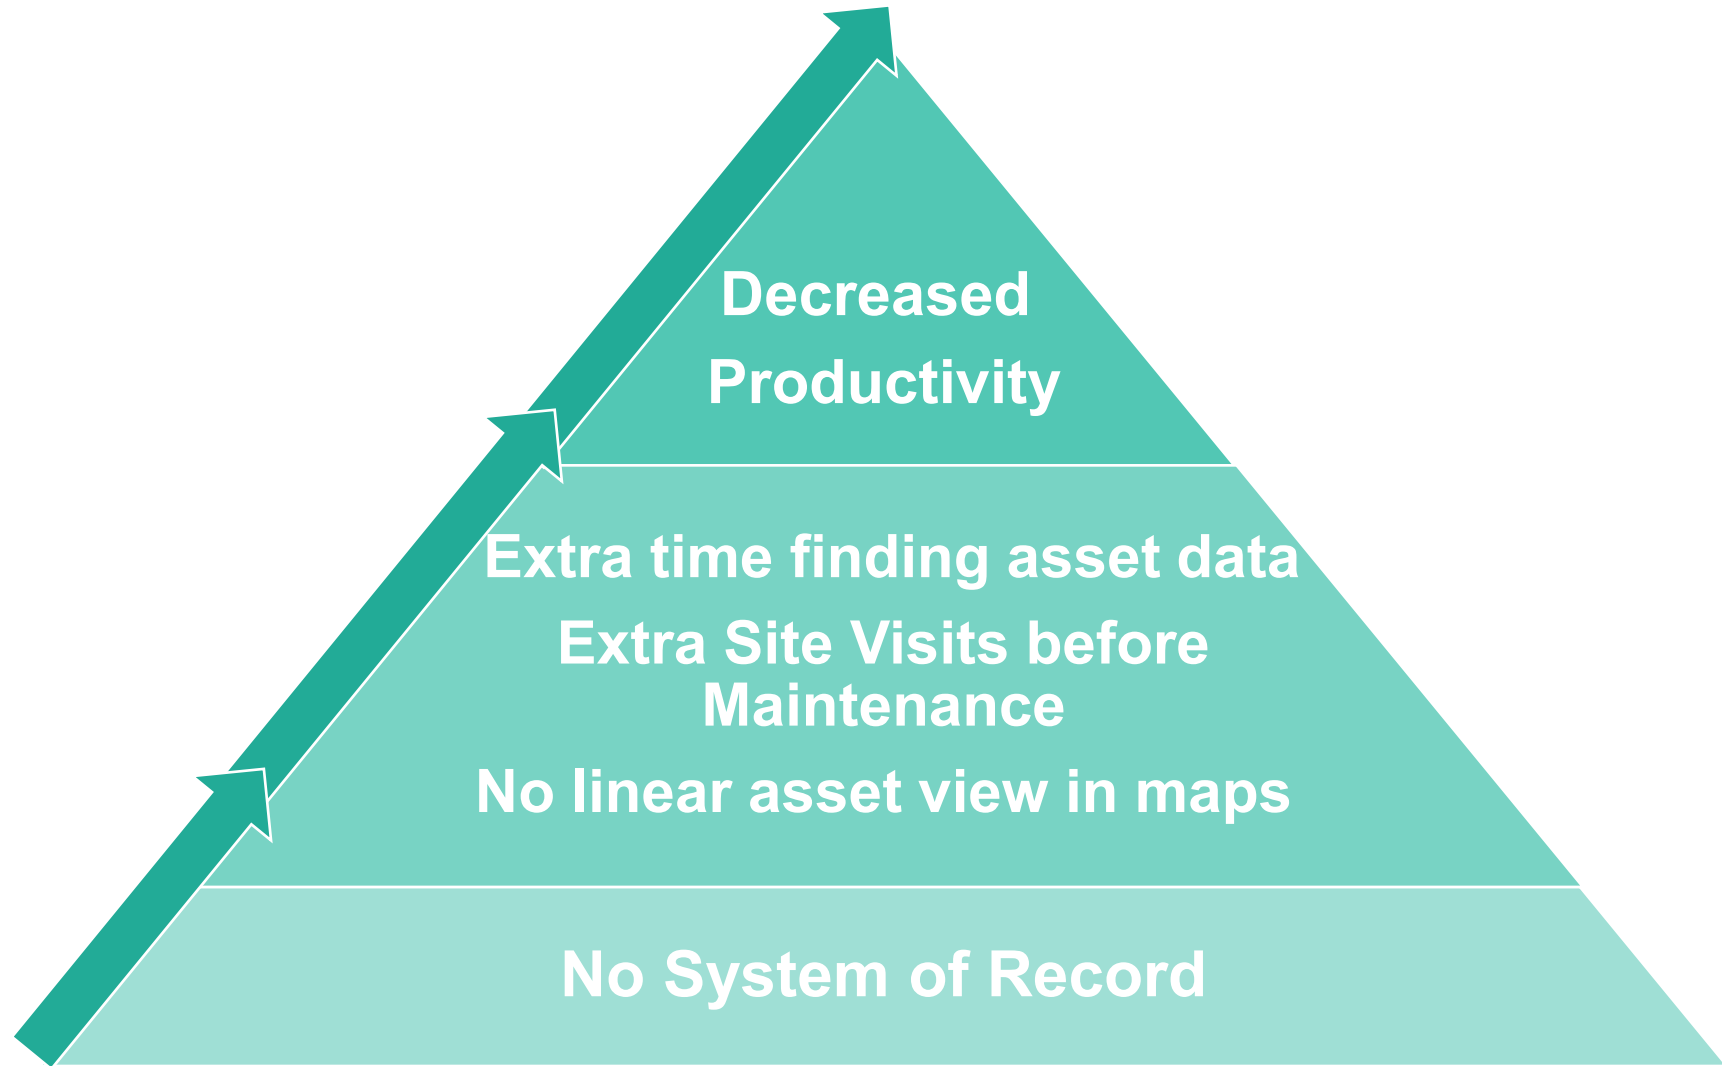 Decreased
Productivity
Extra time finding asset data
Extra Site Visits before
Maintenance
No linear asset view in maps
No System of Record